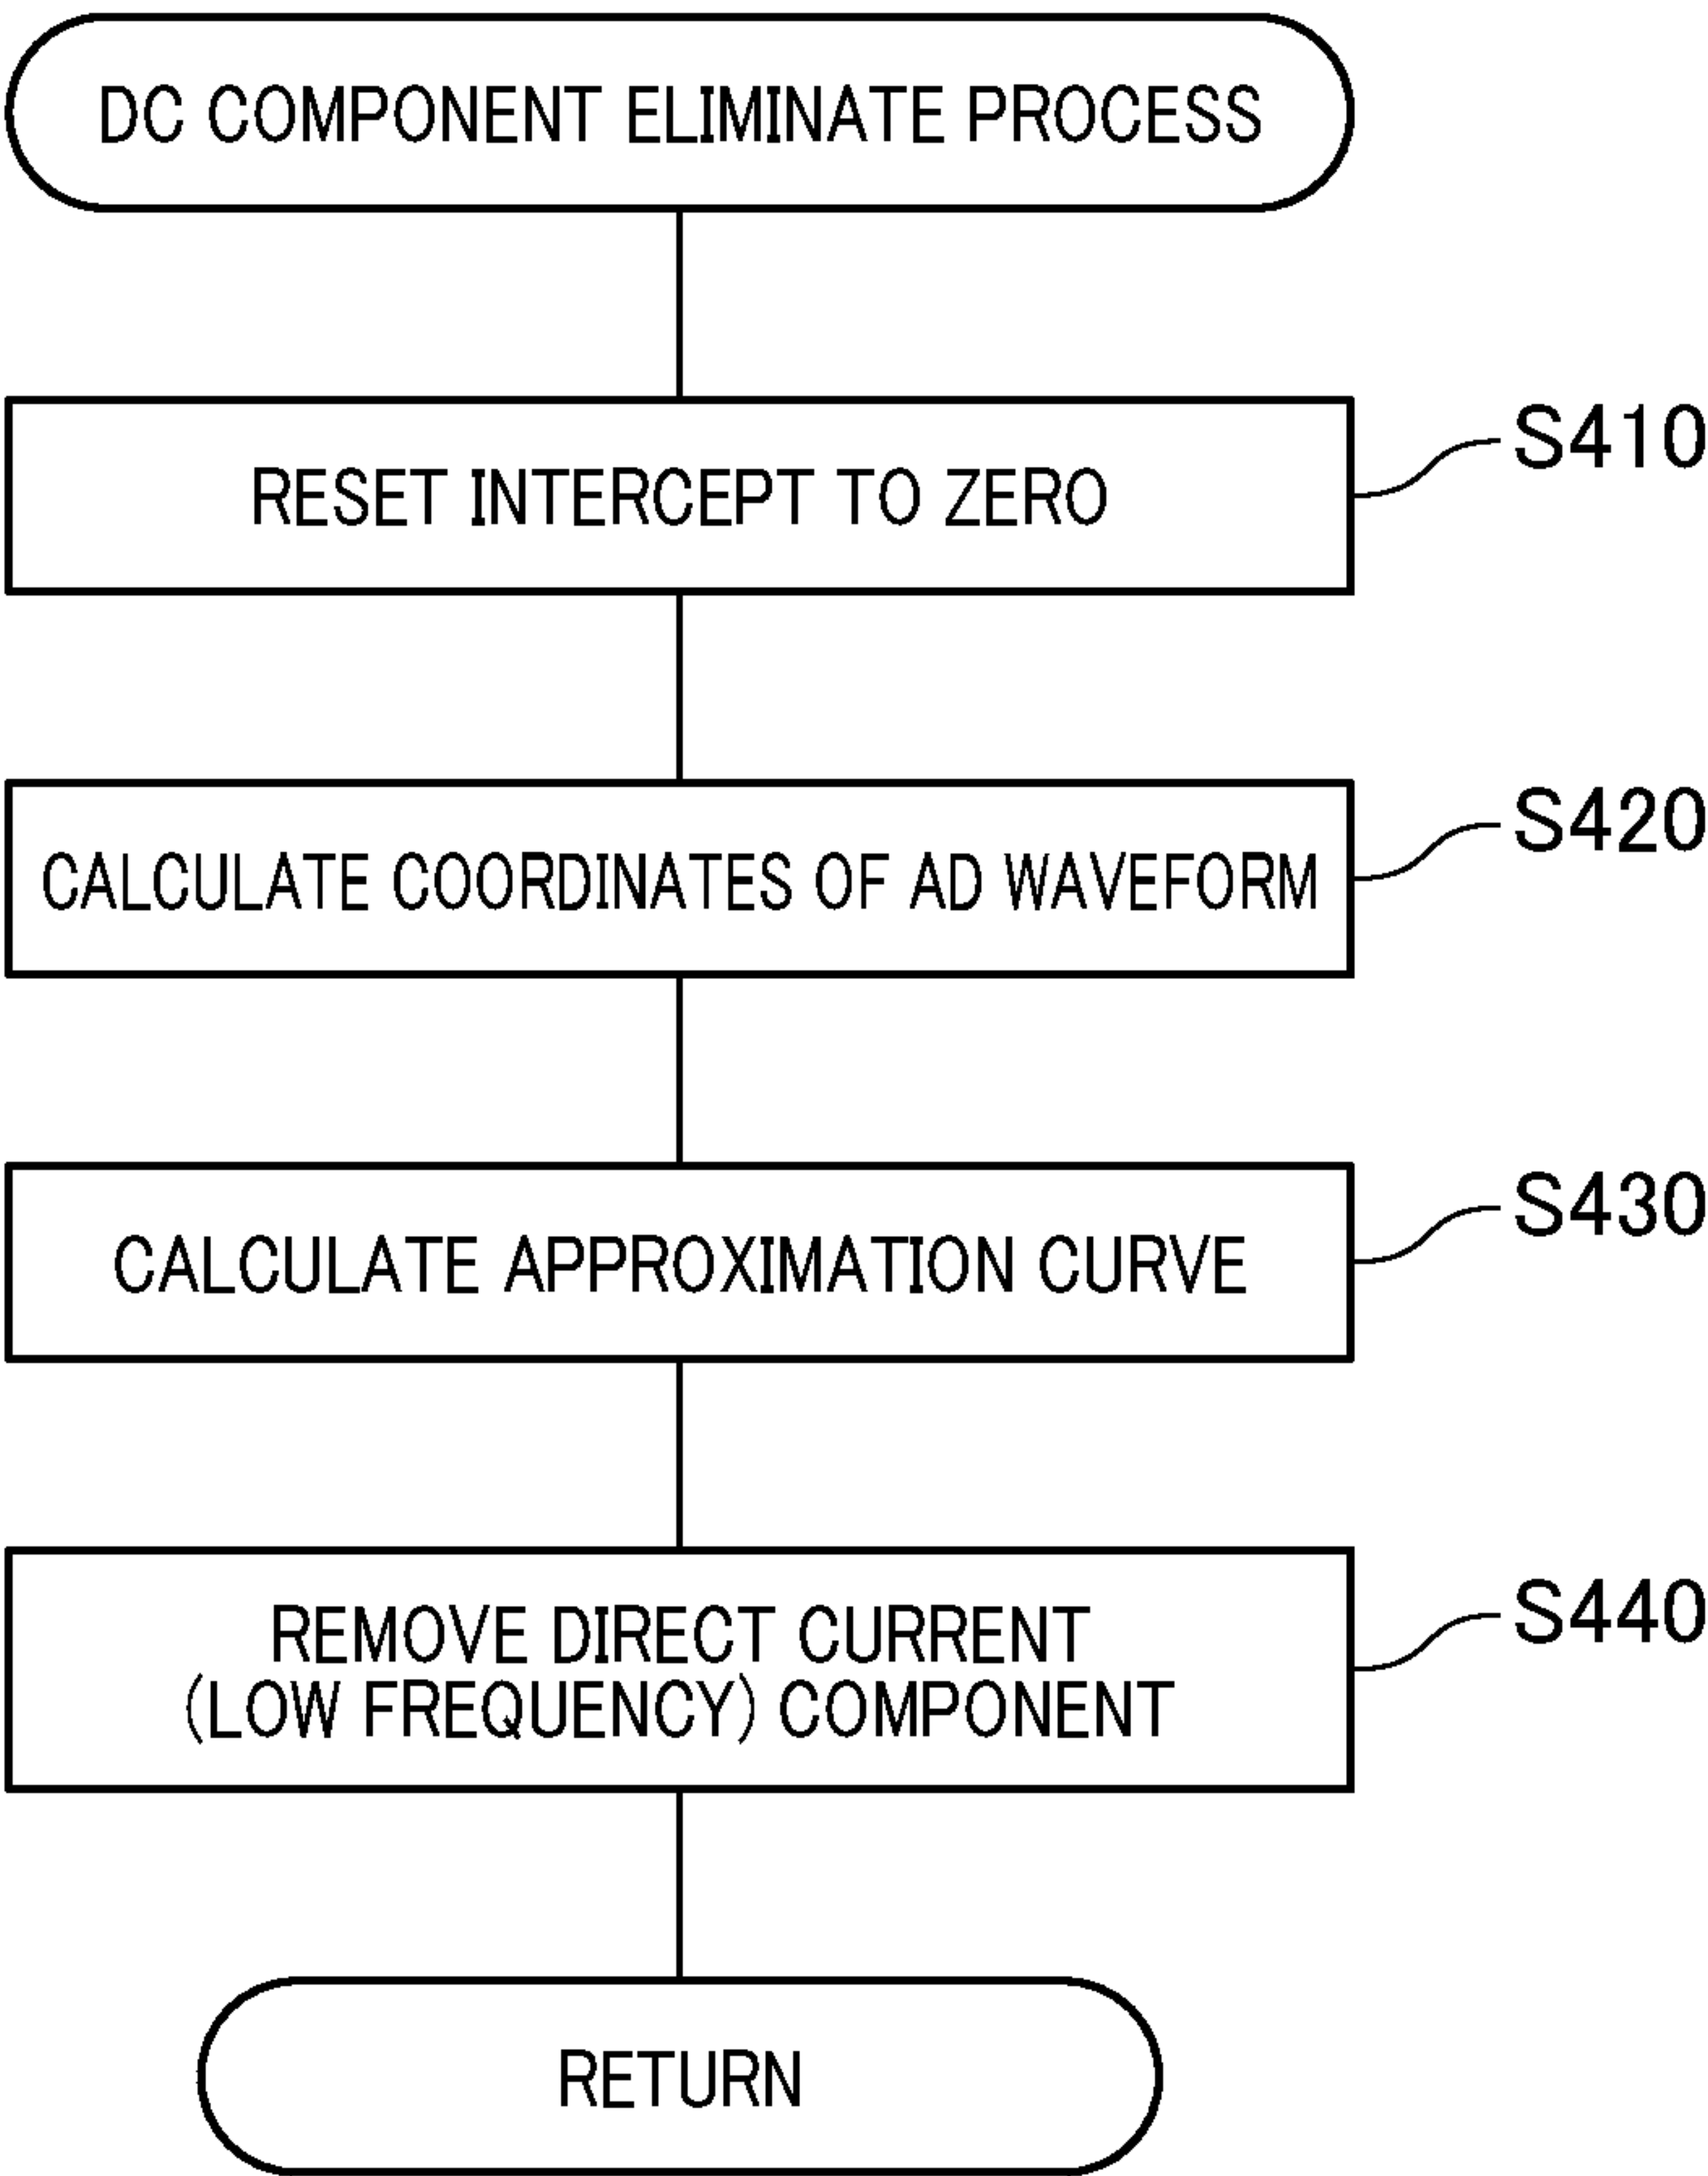 DC COMPONENT ELIMINATE PROCESS
RESET INTERCEPT TO ZERO
S410
CALCULATE COORDINATES OF AD WAVEFORM
S420
CALCULATE APPROXIMATION CURVE
S430
REMOVE DIRECT CURRENT
(LOW FREQUENCY) COMPONENT
S440
RETURN